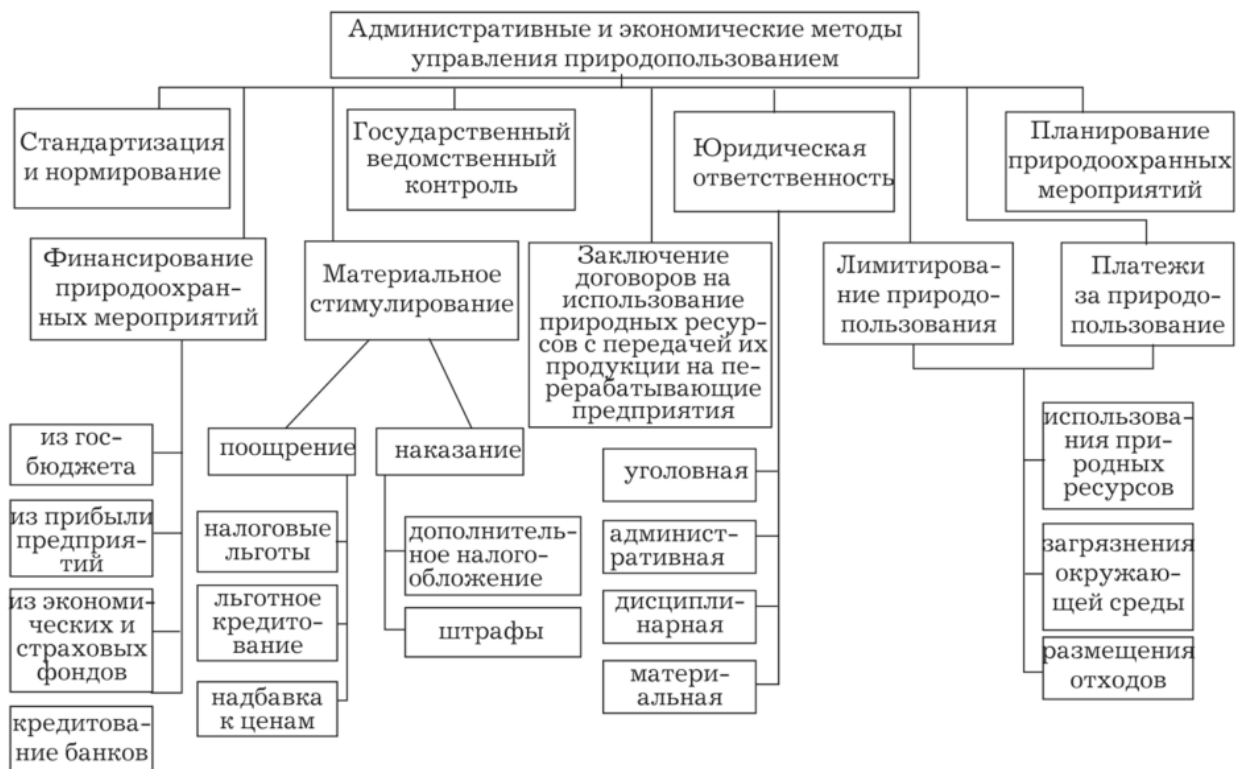 Административные и экономические методы
управления природопользованием
Стандартизация
и нормирование
Государственный
ведомственный
контроль
Юридическая
ответственность
Планирование
природоохранных
мероприятий
Финансирование
природоохран-
ных мероприятий
Материальное
стимулирование
Заключение
договоров на
использование
природных ресур-
сов с передачей их
продукции на пе-
рерабатывающие
предприятия
Лимитирова-
ние природо-
пользования
Платежи
за природо-
пользование
из гос-
бюджета
из прибыли
предприя-
тий
из экономи-
ческих и
страховых
фондов
кредитова-
ние банков
поощрение
налоговые
льготы
льготное
кредито-
вание
надбавка
к ценам
наказание
дополнитель-
ное налого-
обложение
штрафы
уголовная
админист-
ративная
дисципли-
нарная
матери-
альная
использова-
ния при-
родных
ресурсов
загрязнения
окружаю-
щей среды
размещения
отходов